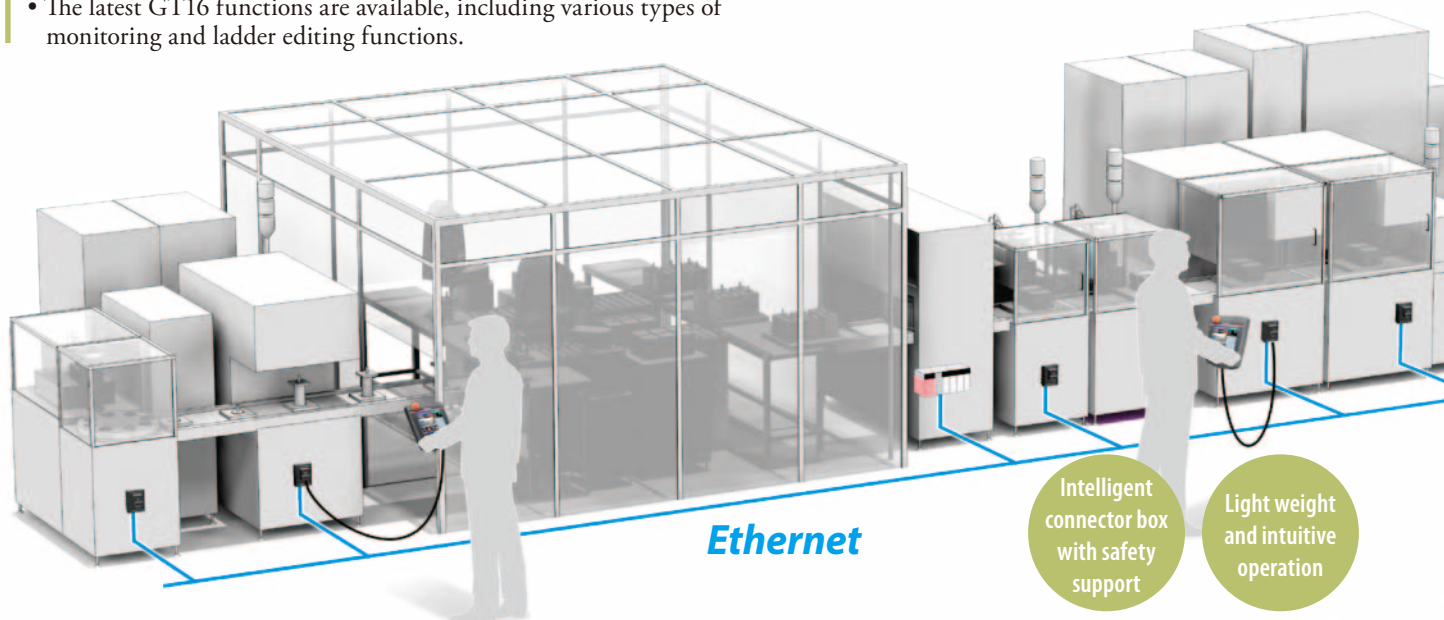 • The latest GT16 functions are available, including various types of
monitoring and ladder editing functions.
Ethernet
Intelligent
connector box
with safety
support
Light weight
and intuitive
operation